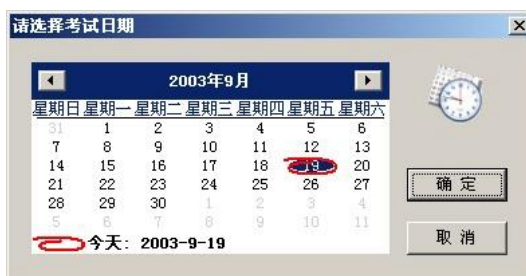 请选择考试日期
2003年9月
星期日 星期一 星期二 星期三 星期四 星期五 星期六
31 1 2 3 4 5 6
7 8 9 10 11 12 13
14 15 16 17 18 19 20
21 22 23 24 25 26 27
28 29 30 1 2 3 4
5 6 7 8 9 10 11
今天: 2003-9-19
确 定
取 消